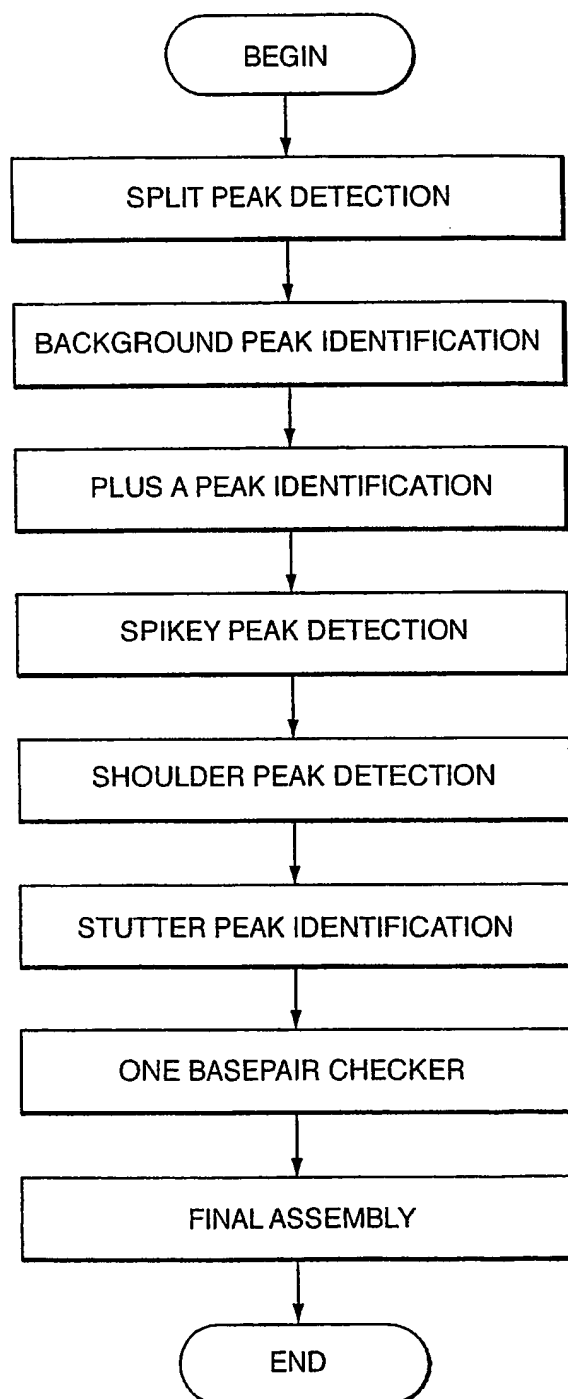 BEGIN
SPLIT PEAK DETECTION
BACKGROUND PEAK IDENTIFICATION
PLUS A PEAK IDENTIFICATION
SPIKEY PEAK DETECTION
SHOULDER PEAK DETECTION
STUTTER PEAK IDENTIFICATION
ONE BASEPAIR CHECKER
FINAL ASSEMBLY
END